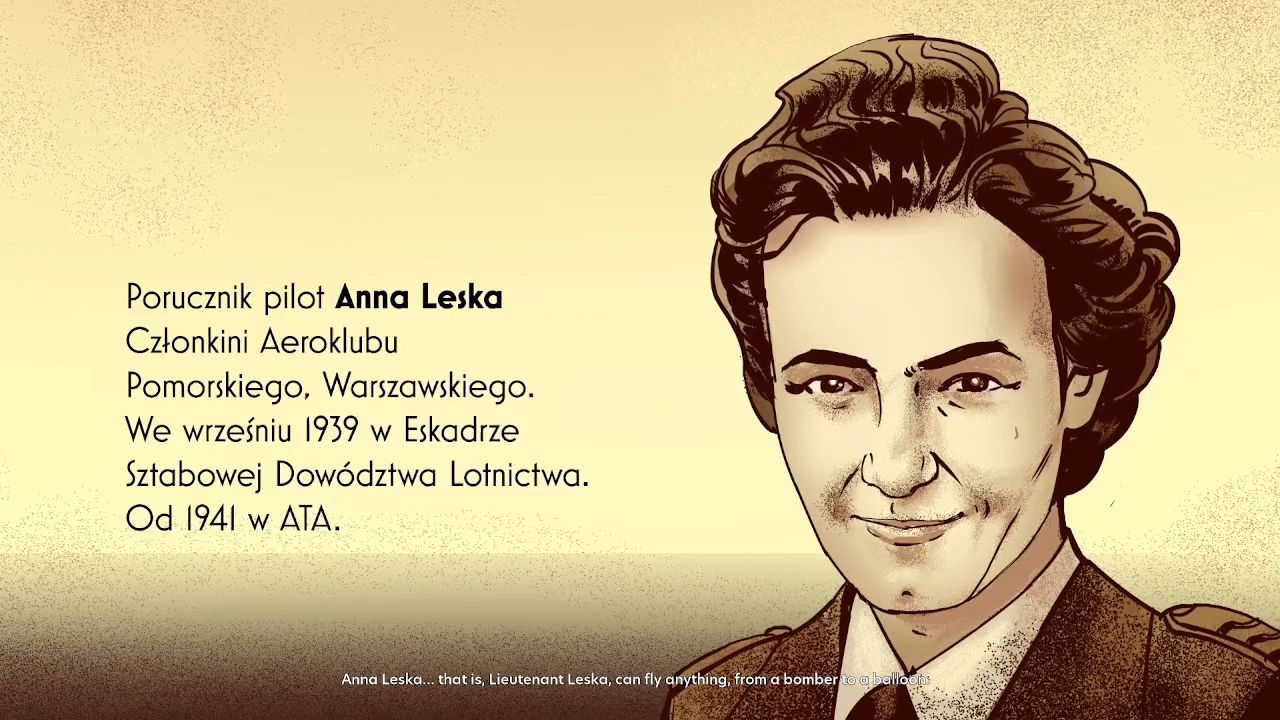 Porucznik pilot Anna Leska
Członkini Aeroklubu
Pomorskiego, Warszawskiego.
We wrześniu 1939 w Eskadrze
Sztabowej Dowództwa Lotnictwa.
Od 1941 w ATA.
Anna Leska... that is, Lieutenant Leska, can fly anything, from a bomber to a balloon.